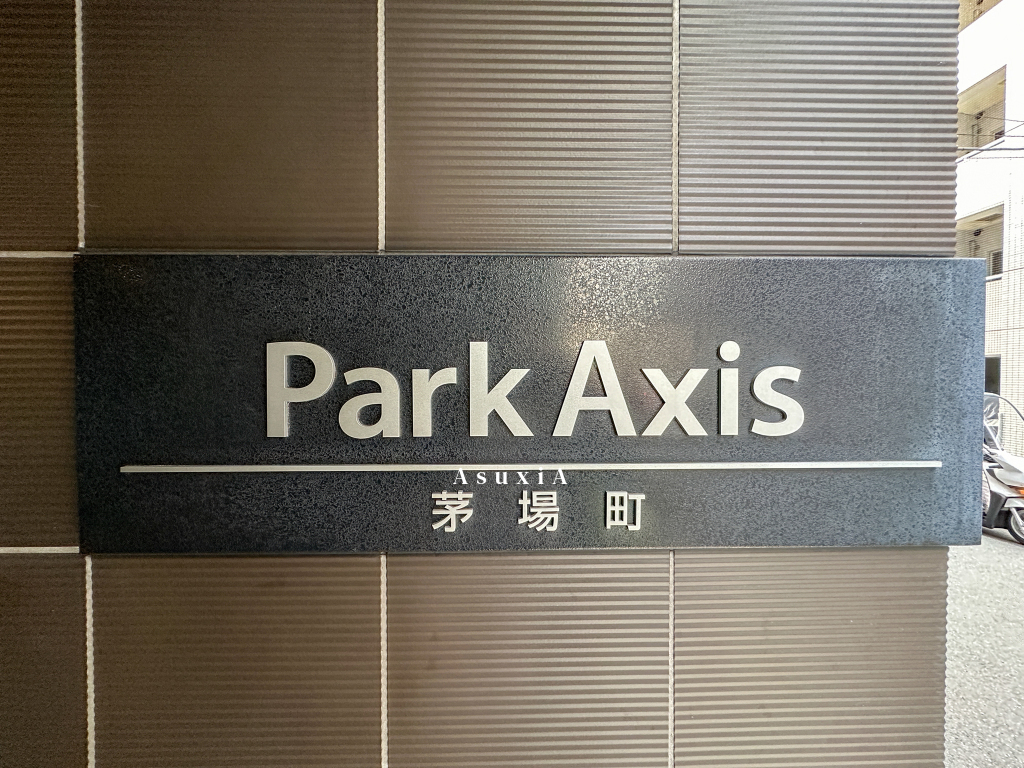 Park Axis
AsuxiA
茅場町